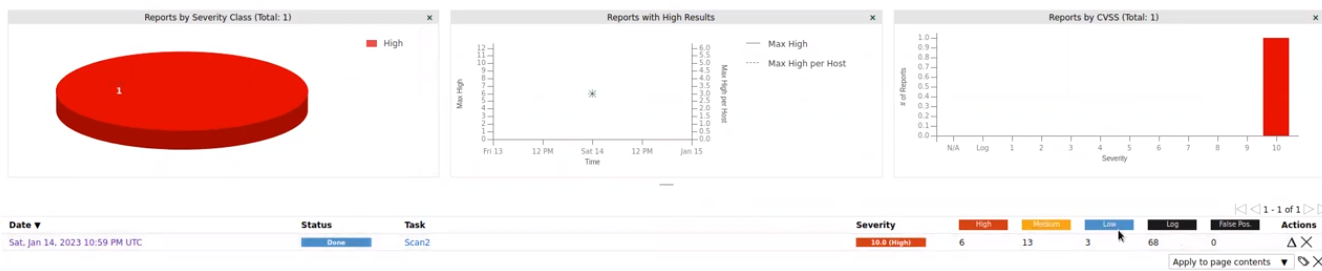 Reports by Severity Class (Total: 1) ×
High
1
Reports with High Results ×
Max High
12
11
10
9
8
7
6
5
4
3
2
1
0
6.0
5.5
5.0
4.5
4.0
3.5
3.0
2.5
2.0
1.5
1.0
0.5
0.0
Max High per Host
Fri 13 12 PM Sat 14 12 PM Jan 15
Time
Max High
Max High per Host
Reports by CVSS (Total: 1) ×
# of Reports
1.0
0.9
0.8
0.7
0.6
0.5
0.4
0.3
0.2
0.1
0.0
N/A Log 1 2 3 4 5 6 7 8 9 10
Severity
1 - 1 of 1
Date ▼ Status Task Severity High Medium Low Log False Pos. Actions
Sat, Jan 14, 2023 10:59 PM UTC Done Scan2 10.0 (High) 6 13 3 68 0
Apply to page contents ▼